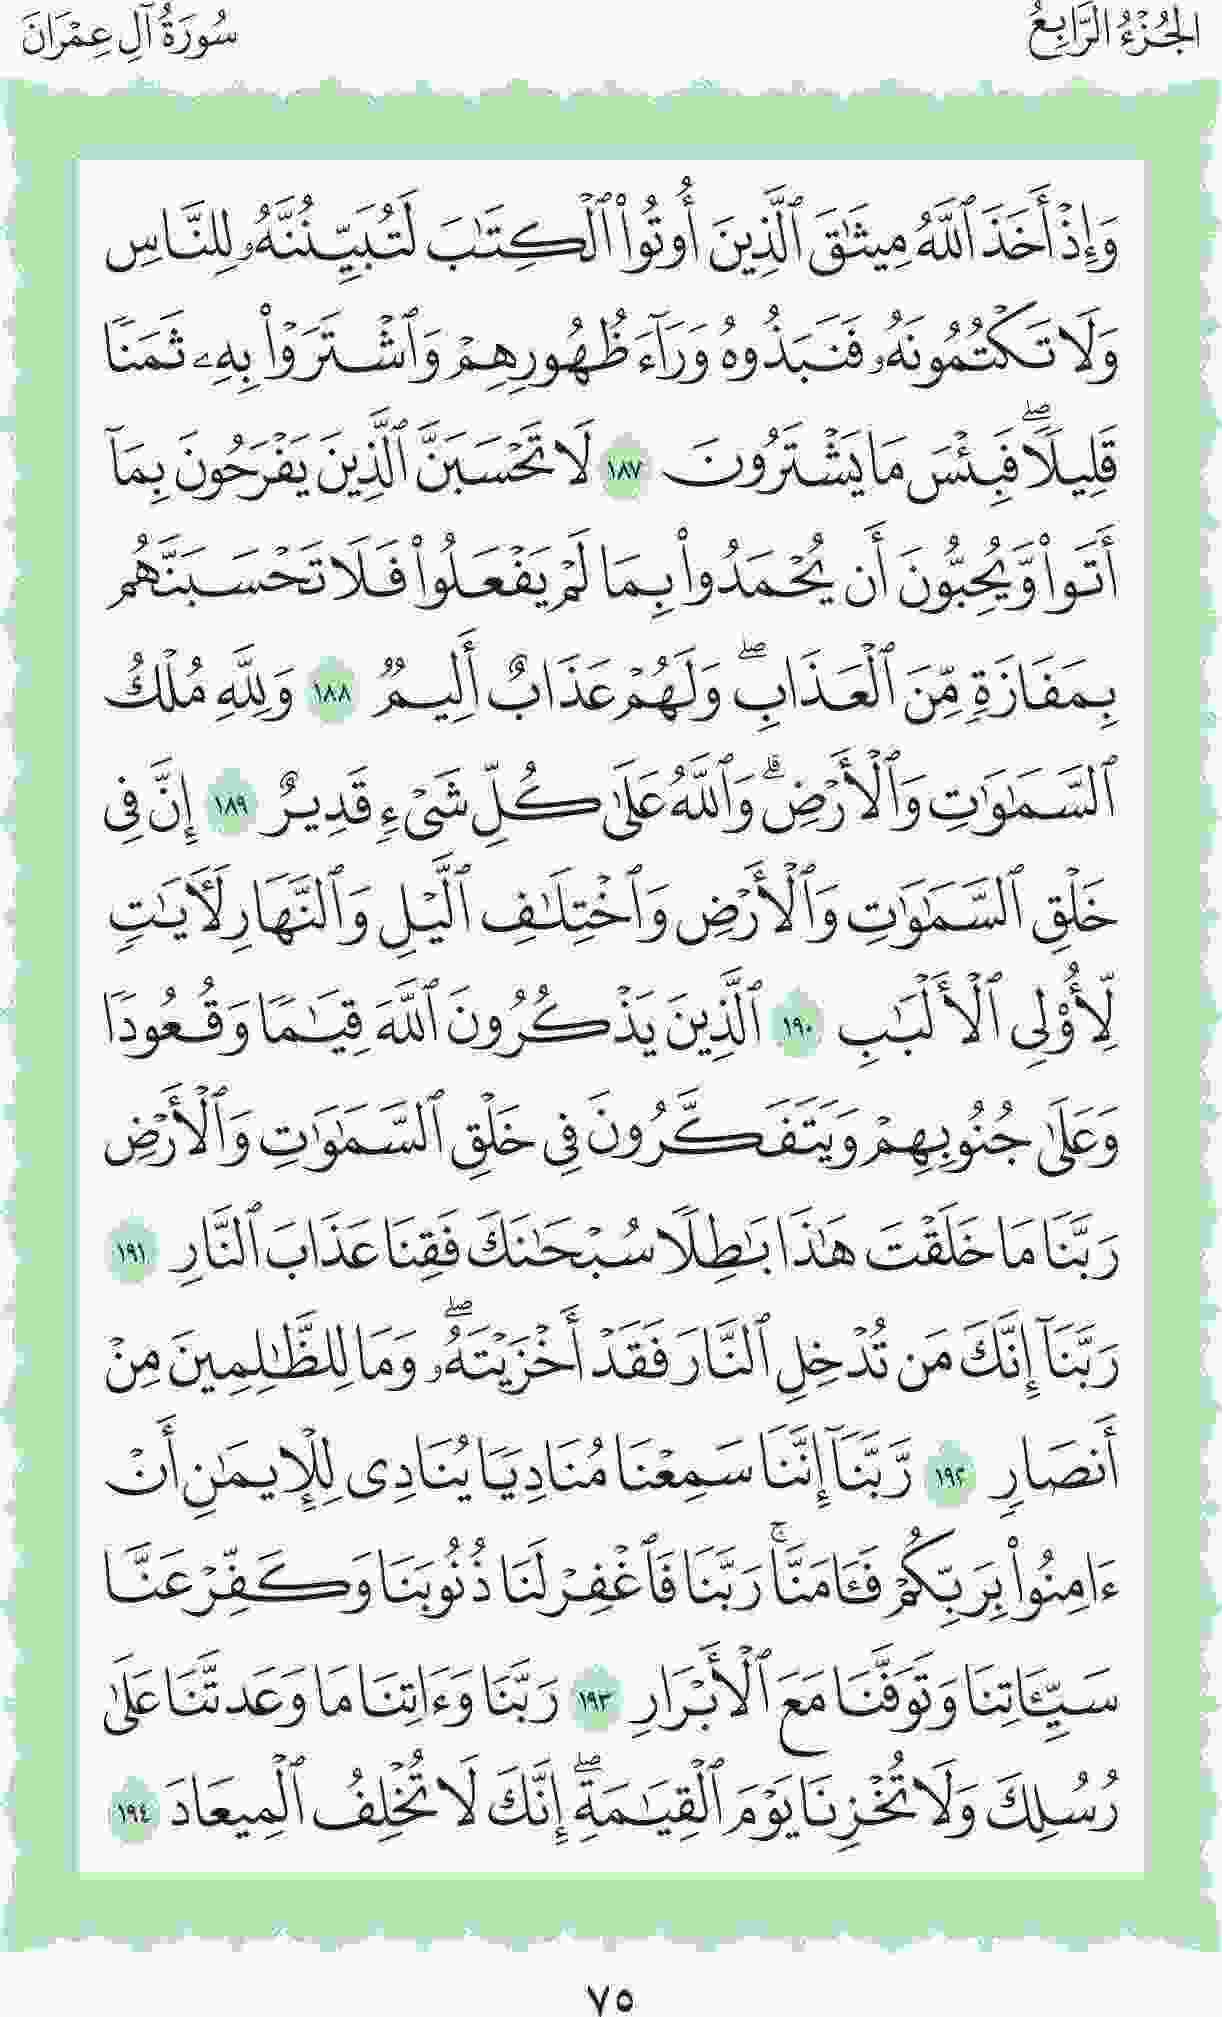 الجُزْءُ الرَّابِعُ
سُورَةُ آلِ عِمْرَانَ
وَإِذْ أَخَذَ ٱللَّهُ مِيثَٰقَ ٱلَّذِينَ أُوتُواْ ٱلْكِتَٰبَ لَتُبَيِّنُنَّهُۥ لِلنَّاسِ
وَلَا تَكْتُمُونَهُۥ فَنَبَذُوهُ وَرَآءَ ظُهُورِهِمْ وَٱشْتَرَوْاْ بِهِۦ ثَمَنًا
قَلِيلًاۖ فَبِئْسَ مَا يَشْتَرُونَ ١٨٧ لَا تَحْسَبَنَّ ٱلَّذِينَ يَفْرَحُونَ بِمَآ
أَتَواْ وَّيُحِبُّونَ أَن يُحْمَدُواْ بِمَا لَمْ يَفْعَلُواْ فَلَا تَحْسَبَنَّهُم
بِمَفَازَةٍ مِّنَ ٱلْعَذَابِۖ وَلَهُمْ عَذَابٌ أَلِيمٌ ١٨٨ وَلِلَّهِ مُلْكُ
ٱلسَّمَٰوَٰتِ وَٱلْأَرْضِۗ وَٱللَّهُ عَلَىٰ كُلِّ شَىْءٍ قَدِيرٌ ١٨٩ إِنَّ فِى
خَلْقِ ٱلسَّمَٰوَٰتِ وَٱلْأَرْضِ وَٱخْتِلَٰفِ ٱلَّيْلِ وَٱلنَّهَارِ لَأٓيَٰتٍ
لِّأُوْلِى ٱلْأَلْبَٰبِ ١٩٠ ٱلَّذِينَ يَذْكُرُونَ ٱللَّهَ قِيَٰمًا وَقُعُودًا
وَعَلَىٰ جُنُوبِهِمْ وَيَتَفَكَّرُونَ فِى خَلْقِ ٱلسَّمَٰوَٰتِ وَٱلْأَرْضِ
رَبَّنَا مَا خَلَقْتَ هَٰذَا بَٰطِلًا سُبْحَٰنَكَ فَقِنَا عَذَابَ ٱلنَّارِ ١٩١
رَبَّنَآ إِنَّكَ مَن تُدْخِلِ ٱلنَّارَ فَقَدْ أَخْزَيْتَهُۥۖ وَمَا لِلظَّٰلِمِينَ مِنْ
أَنصَارٍ ١٩٢ رَّبَّنَآ إِنَّنَا سَمِعْنَا مُنَادِيًا يُنَادِى لِلْإِيمَٰنِ أَنْ
ءَامِنُواْ بِرَبِّكُمْ فَـَٔامَنَّاۚ رَبَّنَا فَٱغْفِرْ لَنَا ذُنُوبَنَا وَكَفِّرْ عَنَّا
سَيِّـَٔاتِنَا وَتَوَفَّنَا مَعَ ٱلْأَبْرَارِ ١٩٣ رَبَّنَا وَءَاتِنَا مَا وَعَدتَّنَا عَلَىٰ
رُسُلِكَ وَلَا تُخْزِنَا يَوْمَ ٱلْقِيَٰمَةِۖ إِنَّكَ لَا تُخْلِفُ ٱلْمِيعَادَ ١٩٤
٧٥